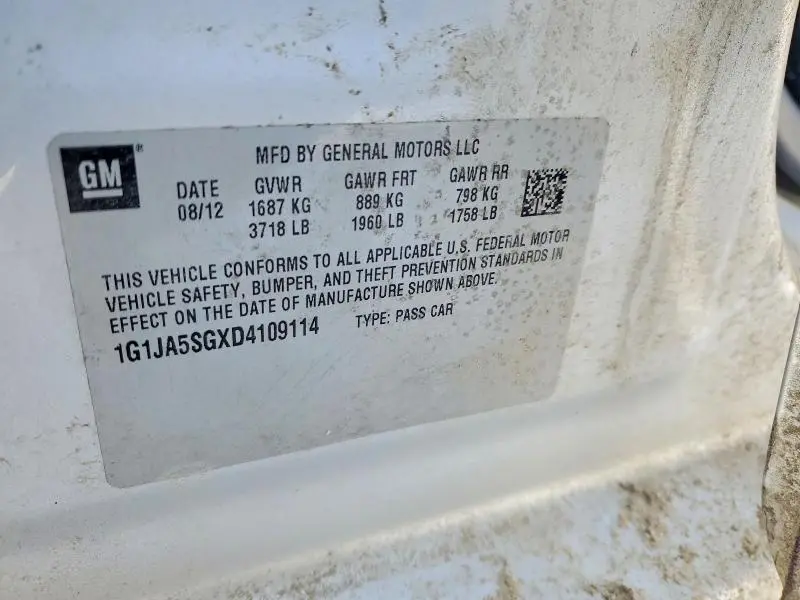 GM®
MFD BY GENERAL MOTORS LLC
DATE GVWR GAWR FRT GAWR RR
08/12 1687 KG 889 KG 798 KG
3718 LB 1960 LB 1758 LB
THIS VEHICLE CONFORMS TO ALL APPLICABLE U.S. FEDERAL MOTOR
VEHICLE SAFETY, BUMPER, AND THEFT PREVENTION STANDARDS IN
EFFECT ON THE DATE OF MANUFACTURE SHOWN ABOVE.
1G1JA5SGXD4109114 TYPE: PASS CAR